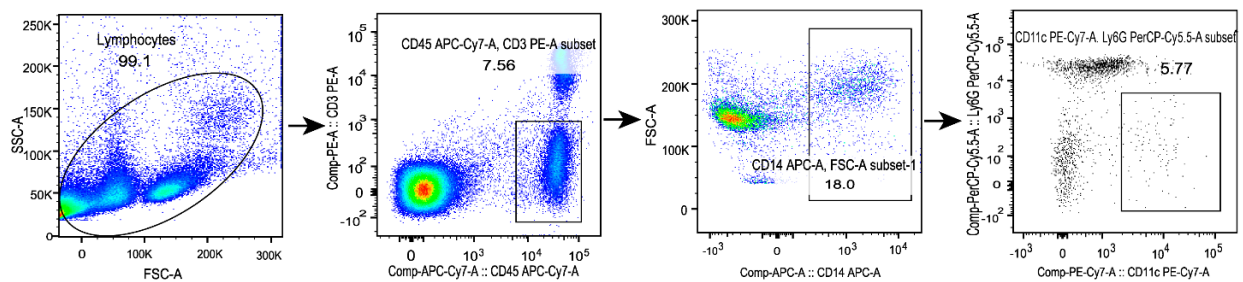 250K
200K
150K
100K
50K
0
SSC-A
Lymphocytes
99.1
0
100K
200K
300K
FSC-A
10^5
10^4
10^3
10^2
0
-10^2
Comp-PE-A :: CD3 PE-A
CD45 APC-Cy7-A, CD3 PE-A subset
7.56
0
10^3
10^4
10^5
Comp-APC-Cy7-A :: CD45 APC-Cy7-A
300K
200K
100K
0
FSC-A
CD14 APC-A, FSC-A subset-1
18.0
-10^3
0
10^3
10^4
Comp-APC-A :: CD14 APC-A
10^5
10^4
10^3
10^2
0
-10^2
Comp-PerCP-Cy5.5-A :: Ly6G PerCP-Cy5.5-A
CD11c PE-Cy7-A, Ly6G PerCP-Cy5.5-A subset
5.77
-10^3
0
10^3
10^4
10^5
Comp-PE-Cy7-A :: CD11c PE-Cy7-A